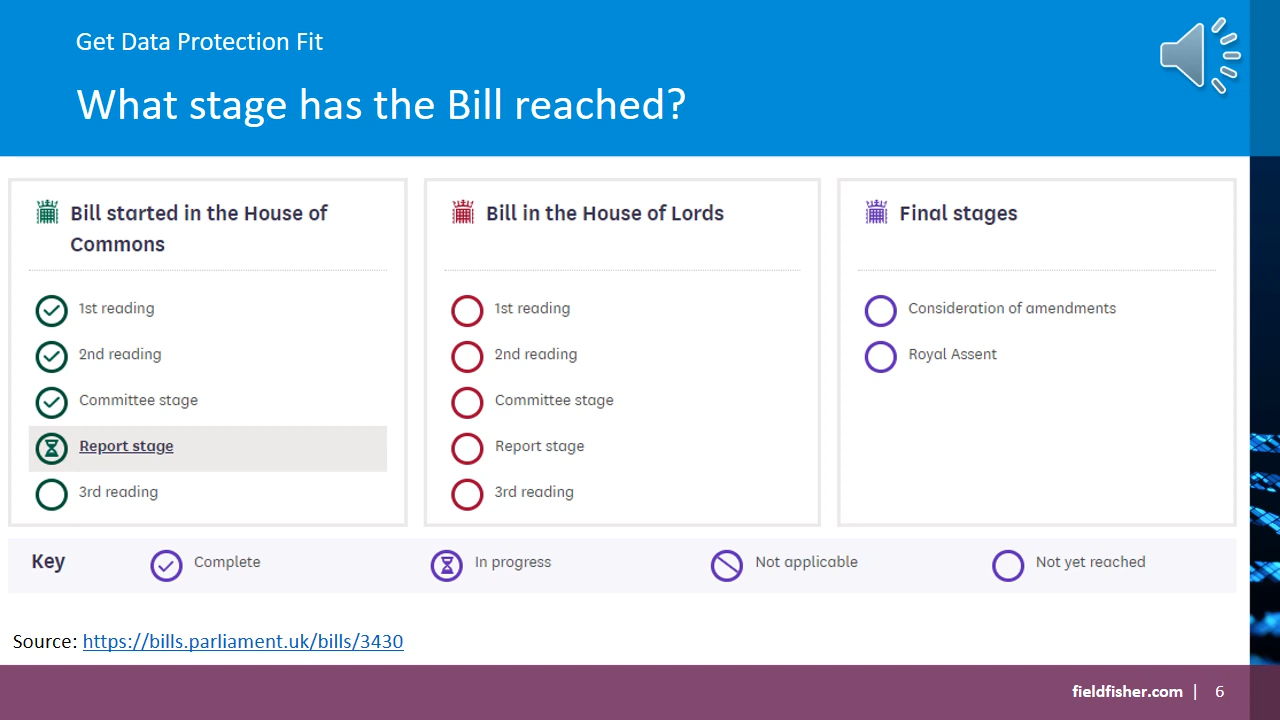 Get Data Protection Fit
What stage has the Bill reached?
Bill started in the House of
Commons
1st reading
2nd reading
Committee stage
Report stage
3rd reading
Bill in the House of Lords
1st reading
2nd reading
Committee stage
Report stage
3rd reading
Final stages
Consideration of amendments
Royal Assent
Key
Complete
In progress
Not applicable
Not yet reached
Source: https://bills.parliament.uk/bills/3430
fieldfisher.com | 6